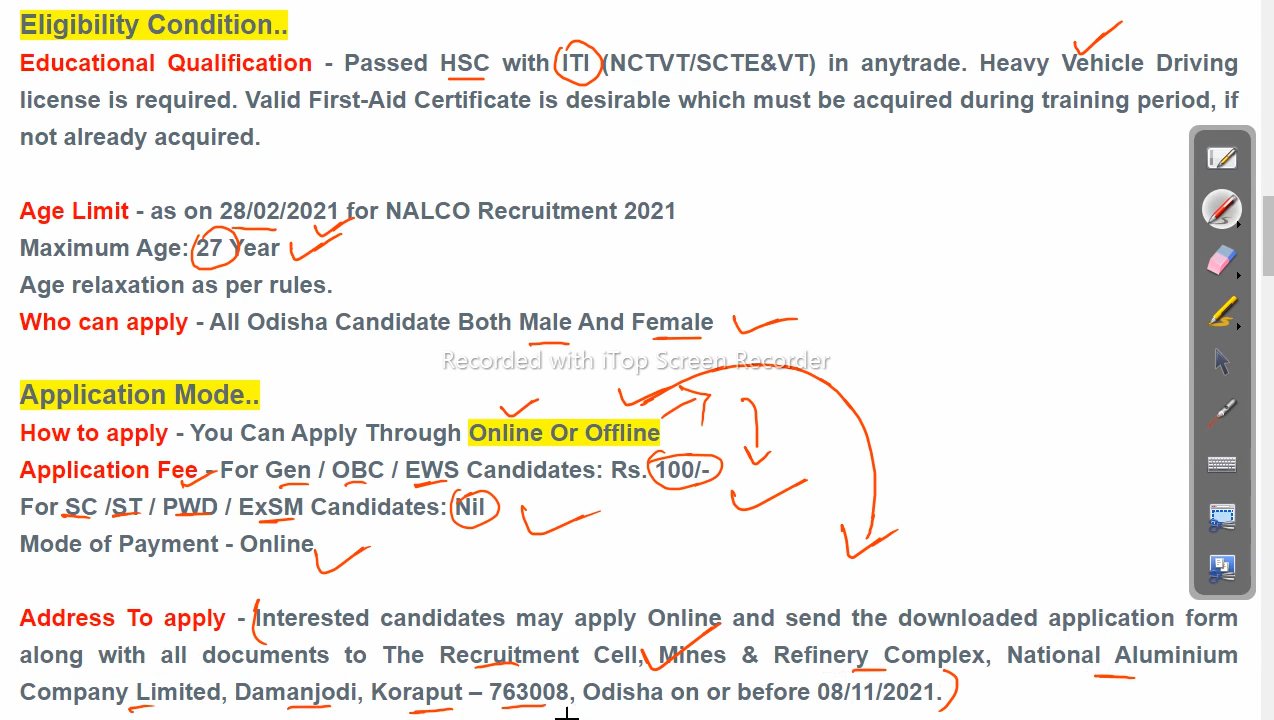 Eligibility Condition..
Educational Qualification - Passed HSC with ITI (NCTVT/SCTE&VT) in anytrade. Heavy Vehicle Driving
license is required. Valid First-Aid Certificate is desirable which must be acquired during training period, if
not already acquired.
Age Limit - as on 28/02/2021 for NALCO Recruitment 2021
Maximum Age: 27 Year
Age relaxation as per rules.
Who can apply - All Odisha Candidate Both Male And Female
Recorded with iTop Screen Recorder
Application Mode..
How to apply - You Can Apply Through Online Or Offline
Application Fee - For Gen / OBC / EWS Candidates: Rs. 100/-
For SC /ST / PWD / ExSM Candidates: Nil
Mode of Payment - Online
Address To apply - Interested candidates may apply Online and send the downloaded application form
along with all documents to The Recruitment Cell, Mines & Refinery Complex, National Aluminium
Company Limited, Damanjodi, Koraput – 763008, Odisha on or before 08/11/2021.